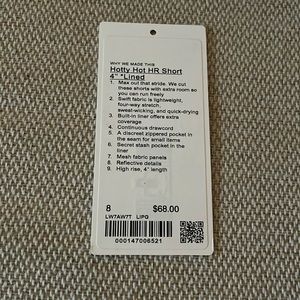 WHY WE MADE THIS
Hotty Hot HR Short
4" *Lined
1. Max out that stride. We cut
these shorts with extra room so
you can run freely
2. Swift fabric is lightweight,
four-way stretch,
sweat-wicking, and quick-drying
3. Built-in liner offers extra
coverage
4. Continuous drawcord
5. A discreet zippered pocket in
the seam for small items
6. Secret stash pocket in the
liner
7. Mesh fabric panels
8. Reflective details
9. High rise, 4" length
8 $68.00
LW7AW7T LIPG
000147006521